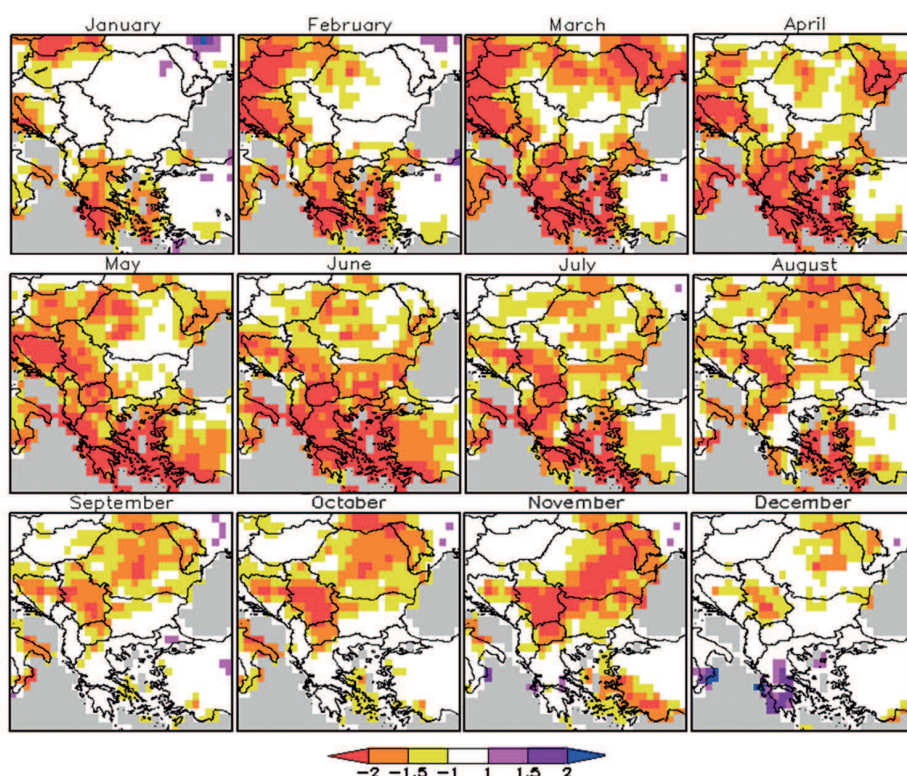 January February March April
May June July August
September October November December
−2 −1.5 −1 1 1.5 2